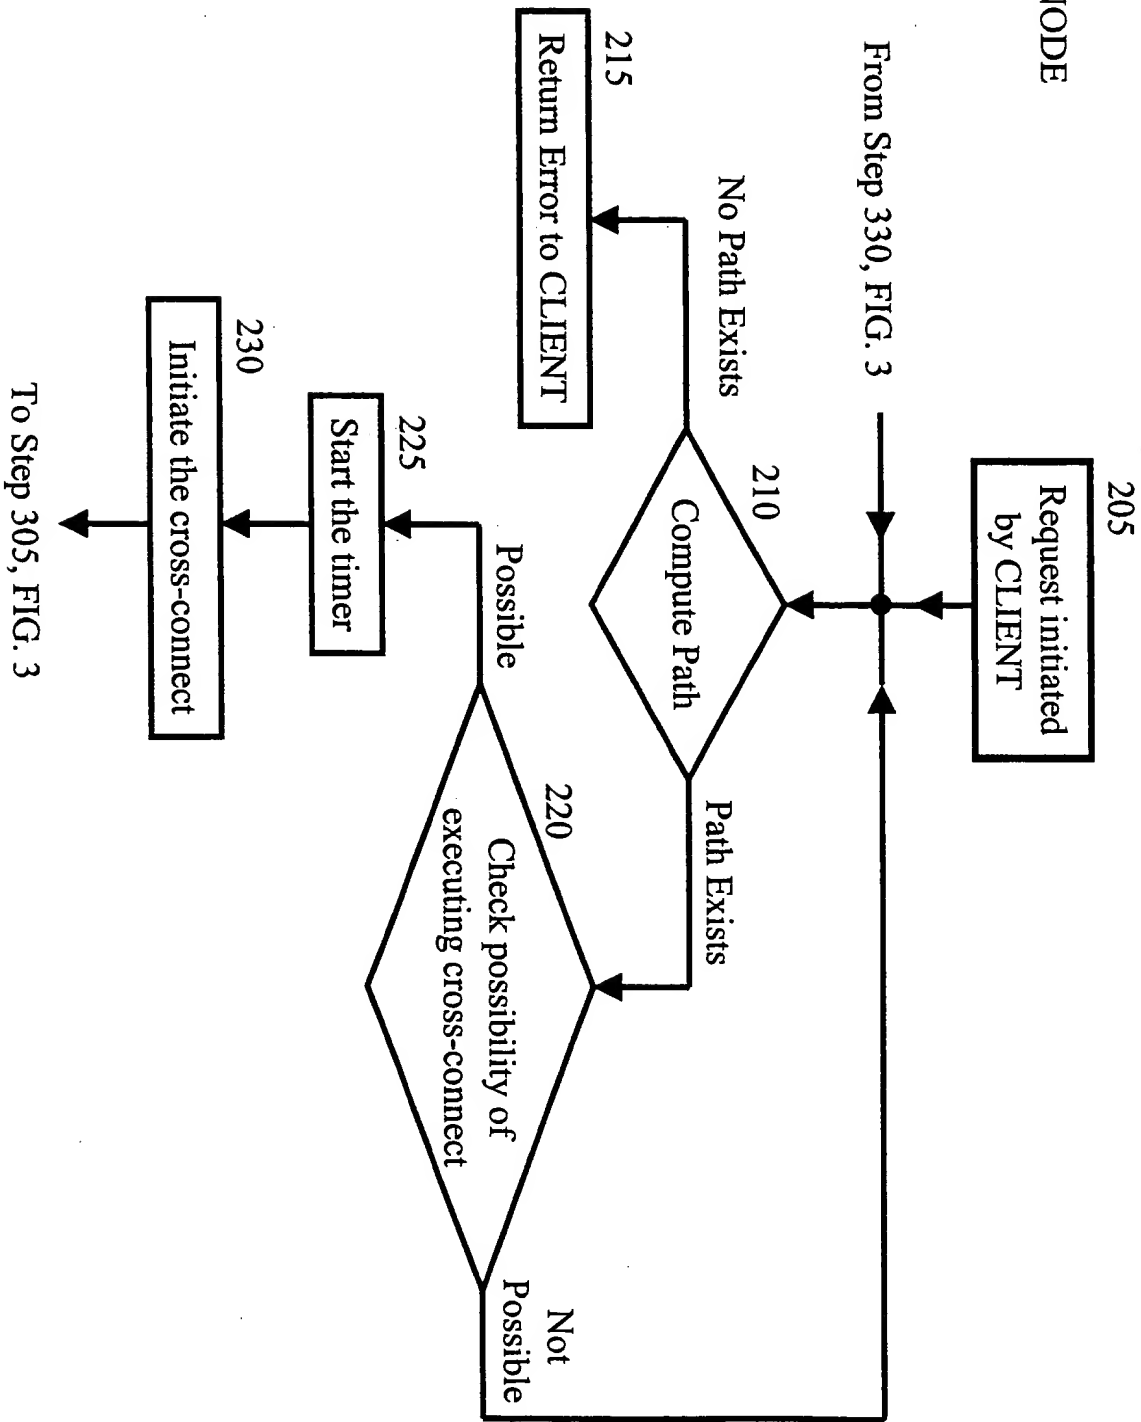 205
Request initiated
by CLIENT
From Step 330, FIG. 3
210
Compute Path
No Path Exists
Path Exists
215
Return Error to CLIENT
220
Check possibility of
executing cross-connect
Possible
Not
Possible
225
Start the timer
230
Initiate the cross-connect
To Step 305, FIG. 3